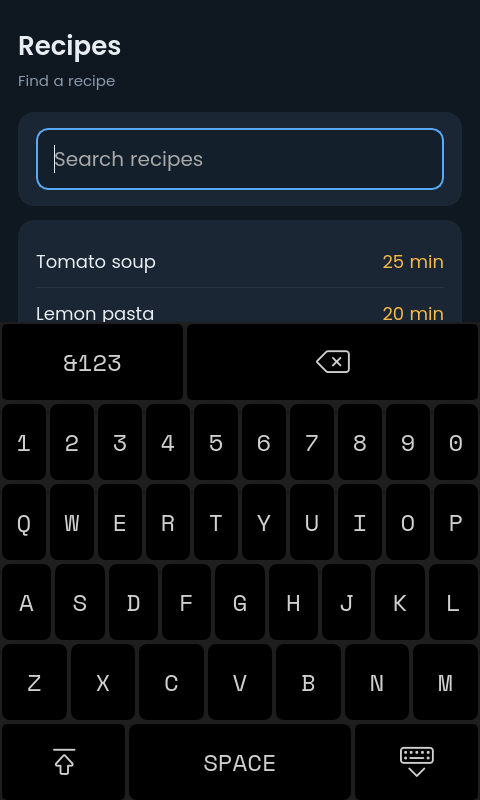 Recipes
Find a recipe
Search recipes
Tomato soup 25 min
Lemon pasta 20 min
&123
1 2 3 4 5 6 7 8 9 0
Q W E R T Y U I O P
A S D F G H J K L
Z X C V B N M
SPACE